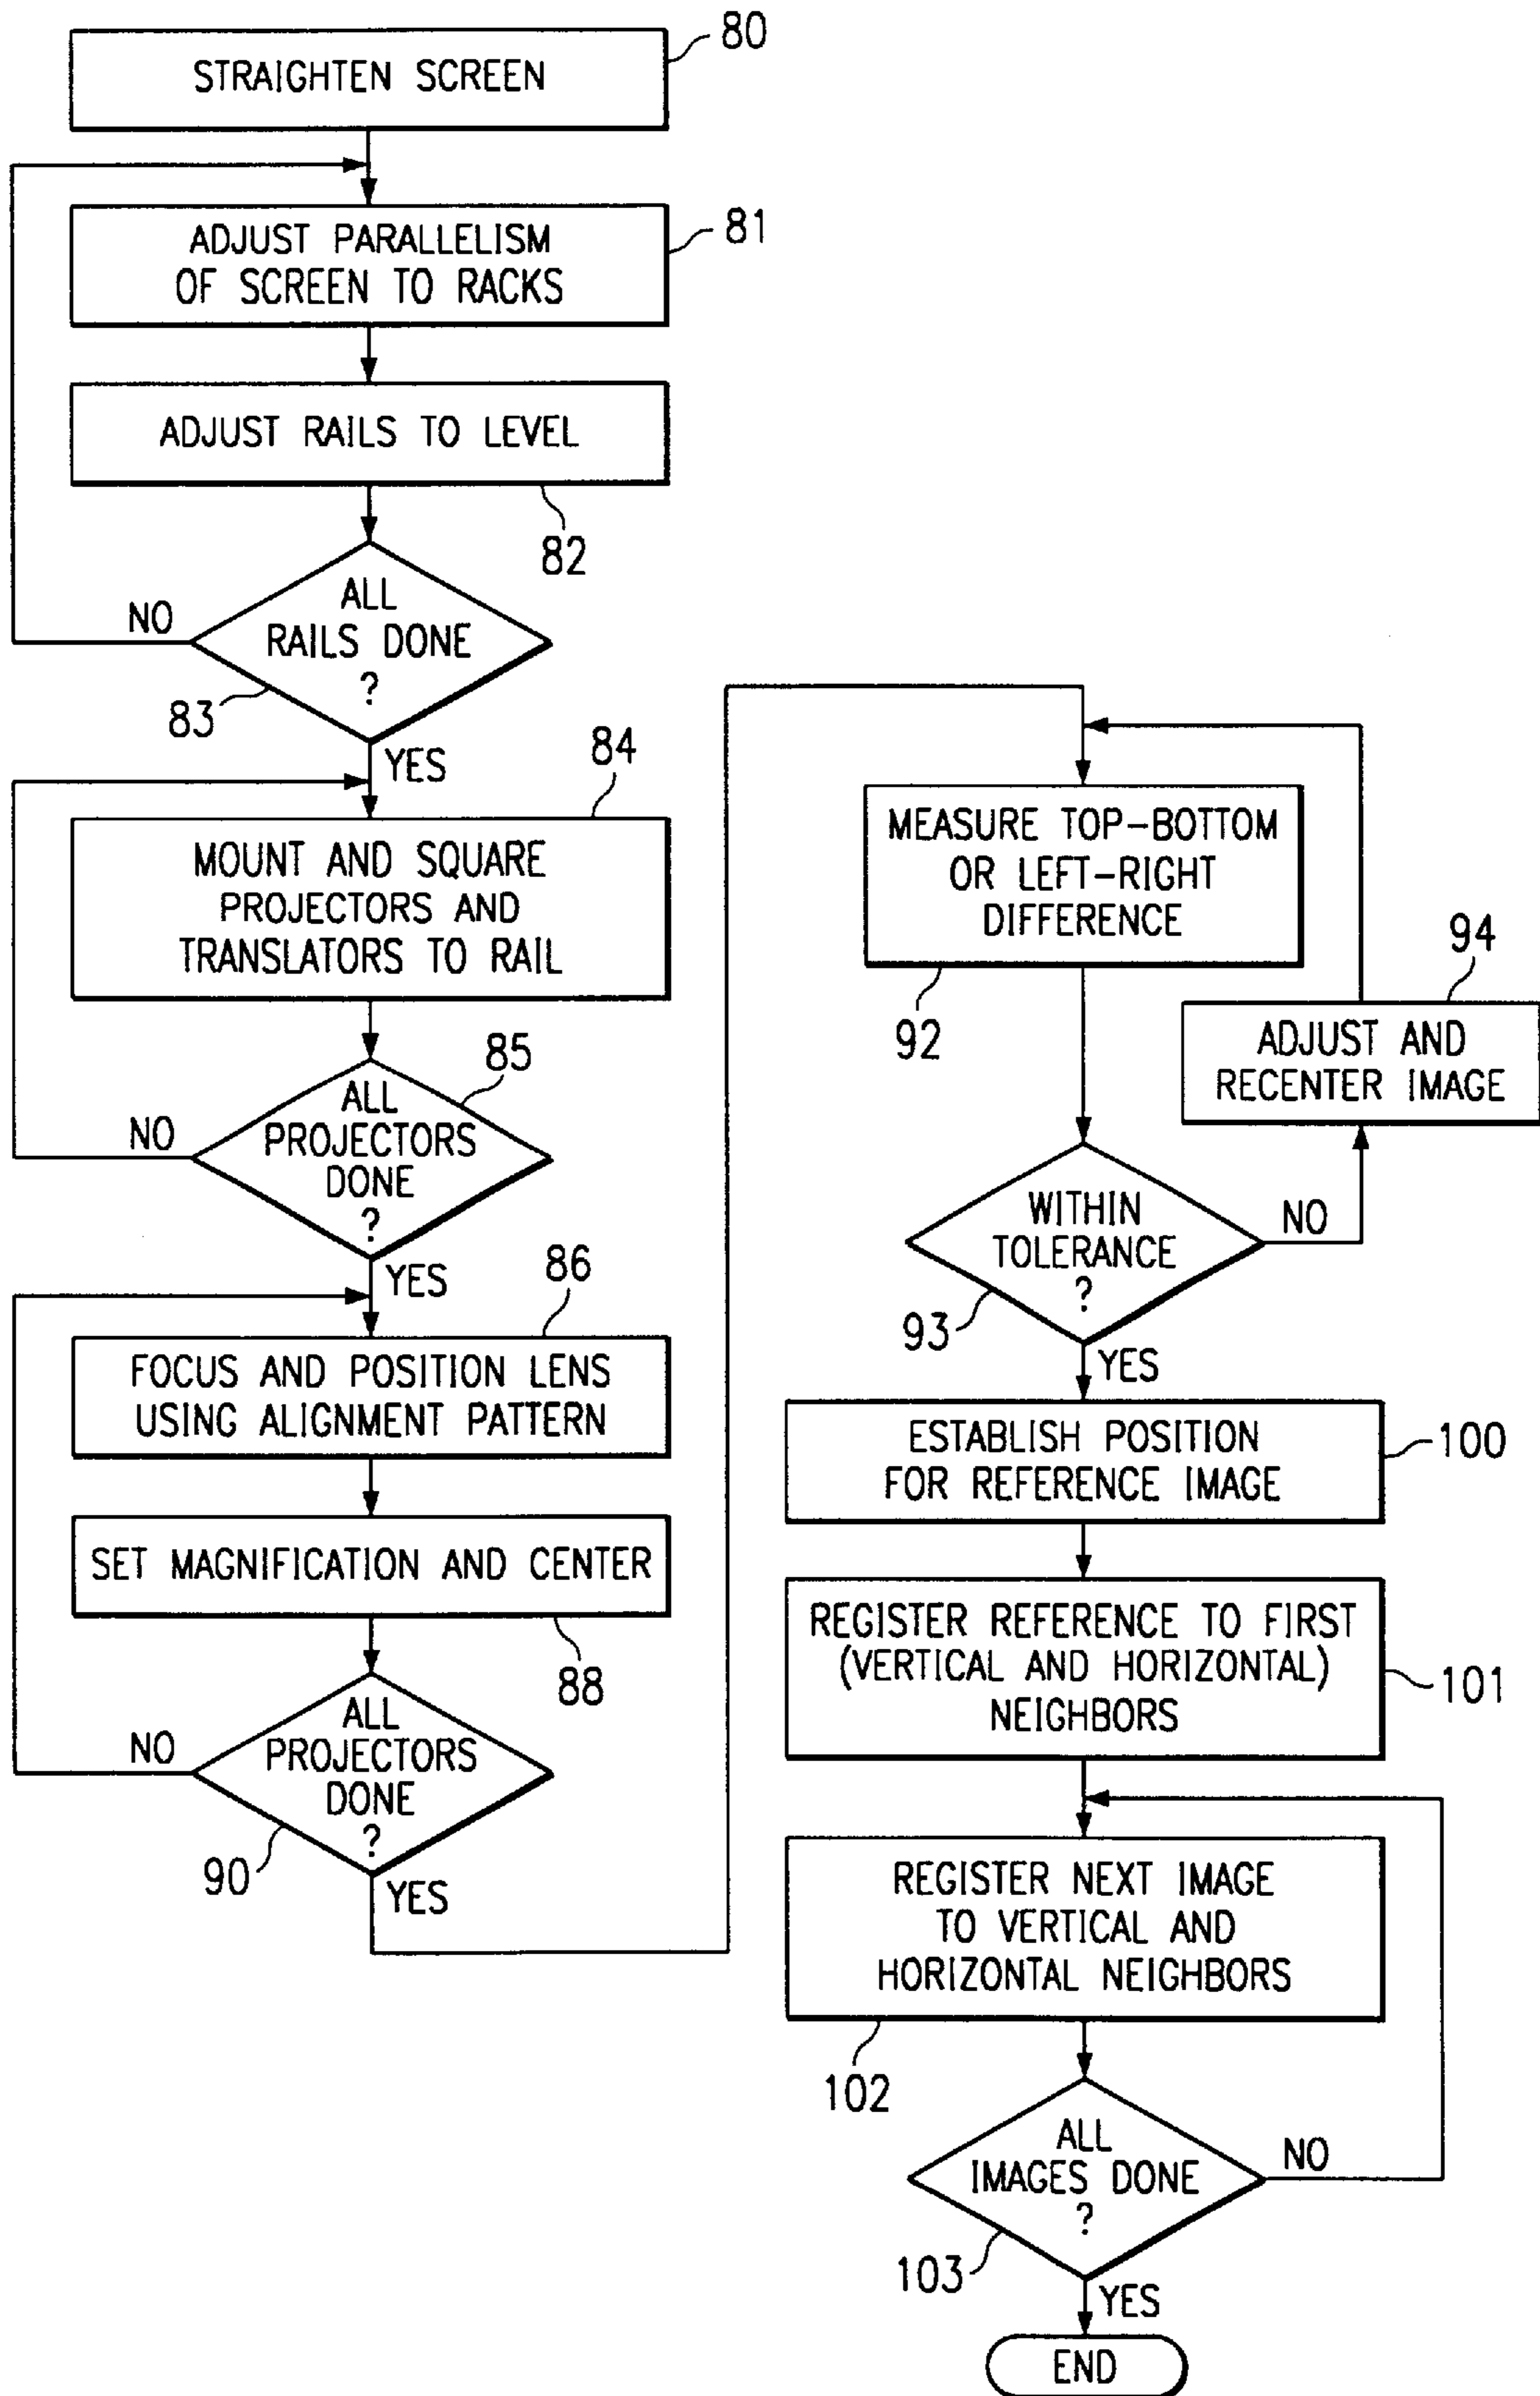 80
STRAIGHTEN SCREEN
81
ADJUST PARALLELISM
OF SCREEN TO RACKS
ADJUST RAILS TO LEVEL
82
ALL
RAILS DONE
?
NO
83
YES
84
MOUNT AND SQUARE
PROJECTORS AND
TRANSLATORS TO RAIL
85
ALL
PROJECTORS
DONE
?
NO
YES
86
FOCUS AND POSITION LENS
USING ALIGNMENT PATTERN
SET MAGNIFICATION AND CENTER
88
ALL
PROJECTORS
DONE
?
NO
90
YES
MEASURE TOP-BOTTOM
OR LEFT-RIGHT
DIFFERENCE
92
94
ADJUST AND
RECENTER IMAGE
WITHIN
TOLERANCE
?
NO
93
YES
ESTABLISH POSITION
FOR REFERENCE IMAGE
100
REGISTER REFERENCE TO FIRST
(VERTICAL AND HORIZONTAL)
NEIGHBORS
101
REGISTER NEXT IMAGE
TO VERTICAL AND
HORIZONTAL NEIGHBORS
102
ALL
IMAGES DONE
?
NO
103
YES
END